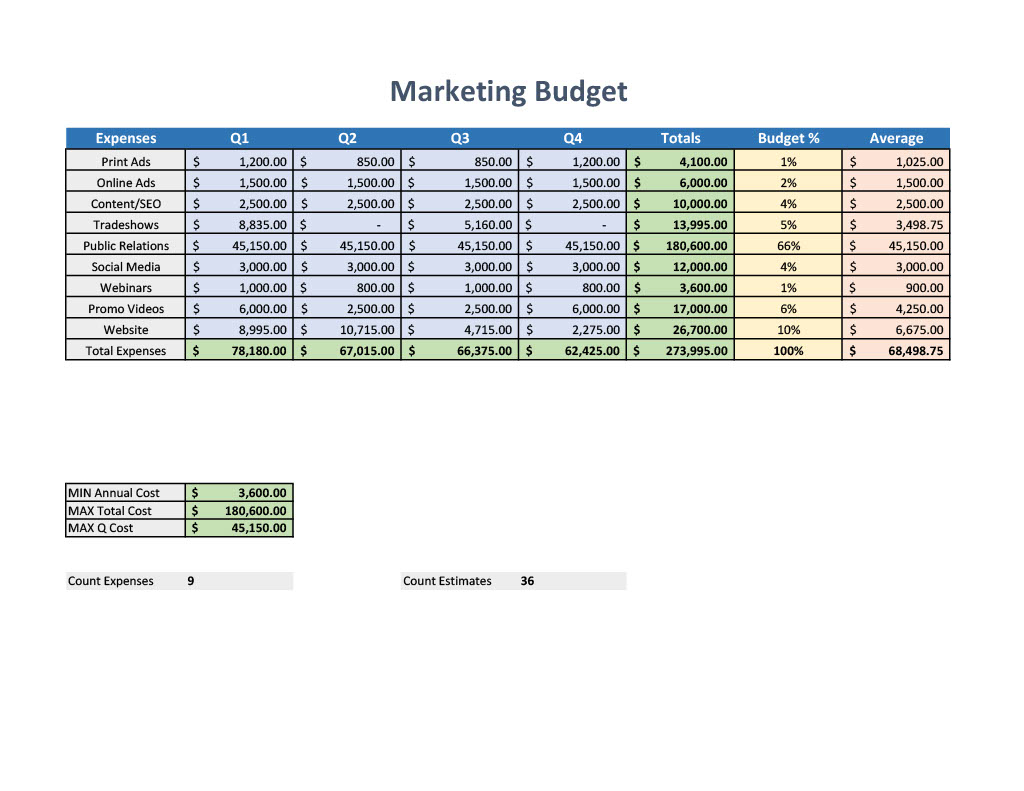 Marketing Budget
Expenses Q1 Q2 Q3 Q4 Totals Budget % Average
Print Ads $ 1,200.00 $ 850.00 $ 850.00 $ 1,200.00 $ 4,100.00 1% $ 1,025.00
Online Ads $ 1,500.00 $ 1,500.00 $ 1,500.00 $ 1,500.00 $ 6,000.00 2% $ 1,500.00
Content/SEO $ 2,500.00 $ 2,500.00 $ 2,500.00 $ 2,500.00 $ 10,000.00 4% $ 2,500.00
Tradeshows $ 8,835.00 $ - $ 5,160.00 $ - $ 13,995.00 5% $ 3,498.75
Public Relations $ 45,150.00 $ 45,150.00 $ 45,150.00 $ 45,150.00 $ 180,600.00 66% $ 45,150.00
Social Media $ 3,000.00 $ 3,000.00 $ 3,000.00 $ 3,000.00 $ 12,000.00 4% $ 3,000.00
Webinars $ 1,000.00 $ 800.00 $ 1,000.00 $ 800.00 $ 3,600.00 1% $ 900.00
Promo Videos $ 6,000.00 $ 2,500.00 $ 2,500.00 $ 6,000.00 $ 17,000.00 6% $ 4,250.00
Website $ 8,995.00 $ 10,715.00 $ 4,715.00 $ 2,275.00 $ 26,700.00 10% $ 6,675.00
Total Expenses $ 78,180.00 $ 67,015.00 $ 66,375.00 $ 62,425.00 $ 273,995.00 100% $ 68,498.75
MIN Annual Cost $ 3,600.00
MAX Total Cost $ 180,600.00
MAX Q Cost $ 45,150.00
Count Expenses 9 Count Estimates 36